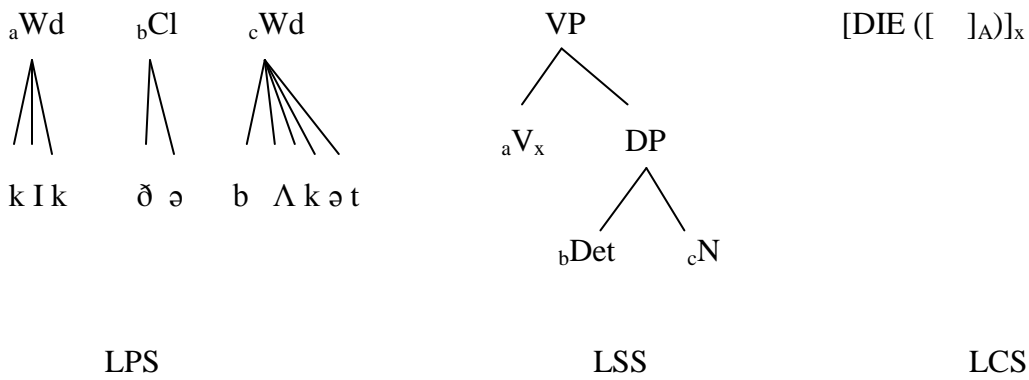 aWd bCl cWd VP [DIE ([ ]A)]x
aVx DP
k I k ð ə b Λ k ə t
bDet cN
LPS LSS LCS